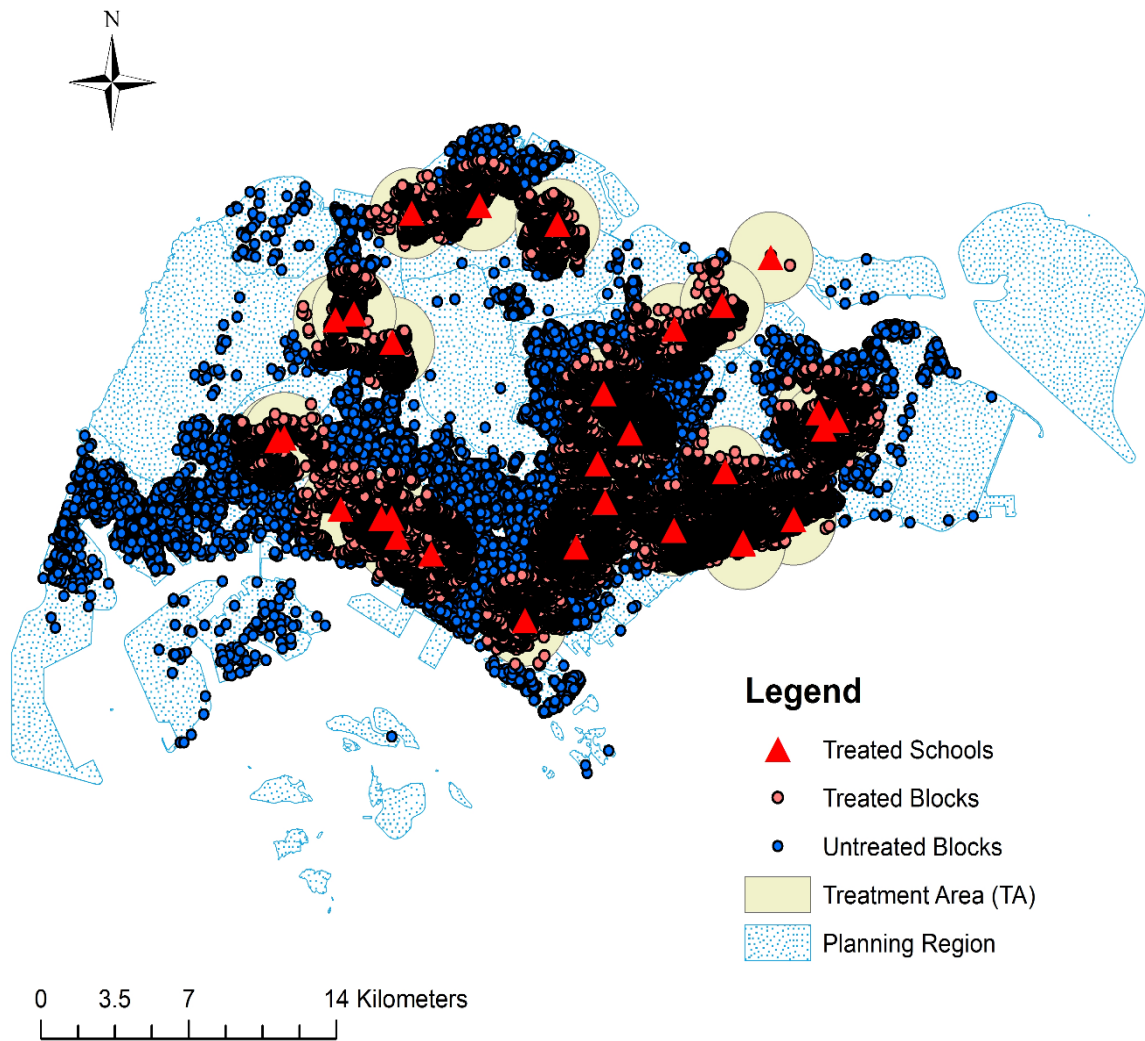 N
Legend
Treated Schools
Treated Blocks
Untreated Blocks
Treatment Area (TA)
Planning Region
0 3.5 7 14 Kilometers